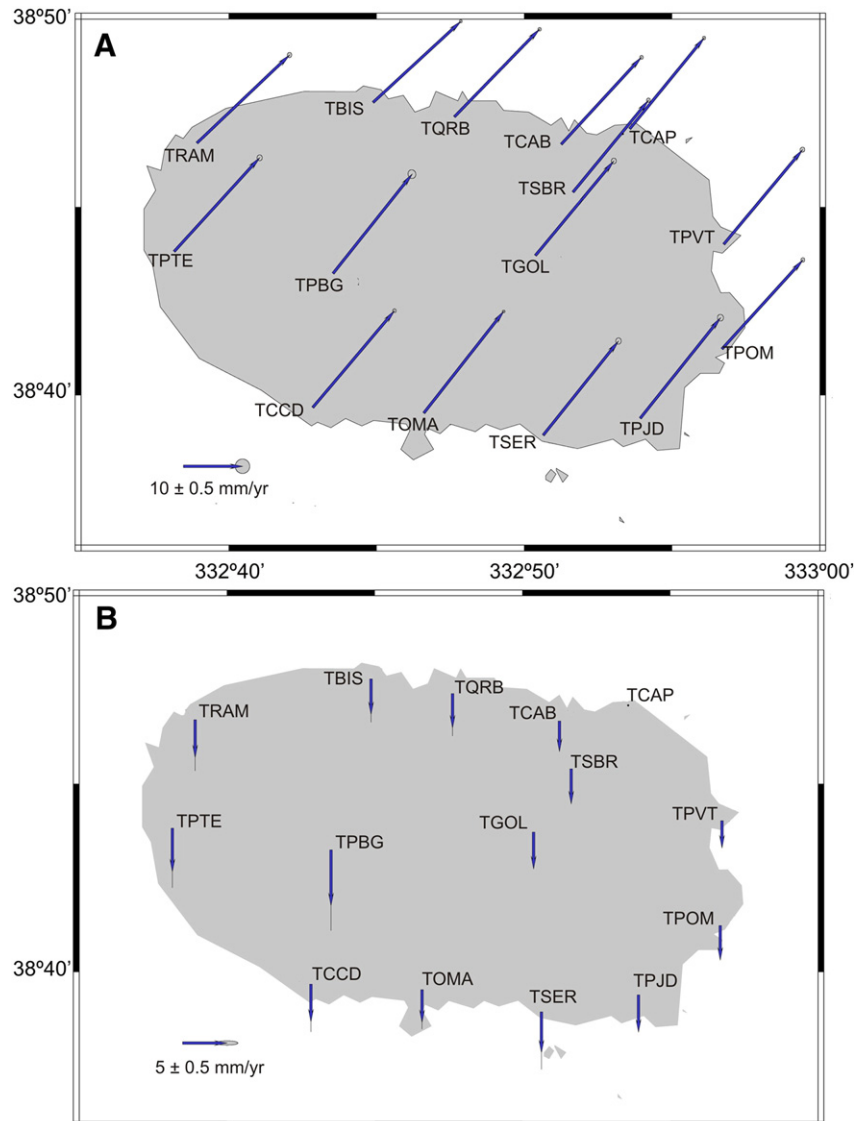 38°50'
A
TBIS
TQRB
TRAM
TCAB
TCAP
TSBR
TPTE
TPBG
TGOL
TPVT
TPOM
38°40'
TCCD
TOMA
TSER
TPJD
10 ± 0.5 mm/yr
332°40' 332°50' 333°00'
38°50'
B
TBIS
TQRB
TCAP
TRAM
TCAB
TSBR
TPTE
TPBG
TGOL
TPVT
TPOM
38°40'
TCCD
TOMA
TSER
TPJD
5 ± 0.5 mm/yr